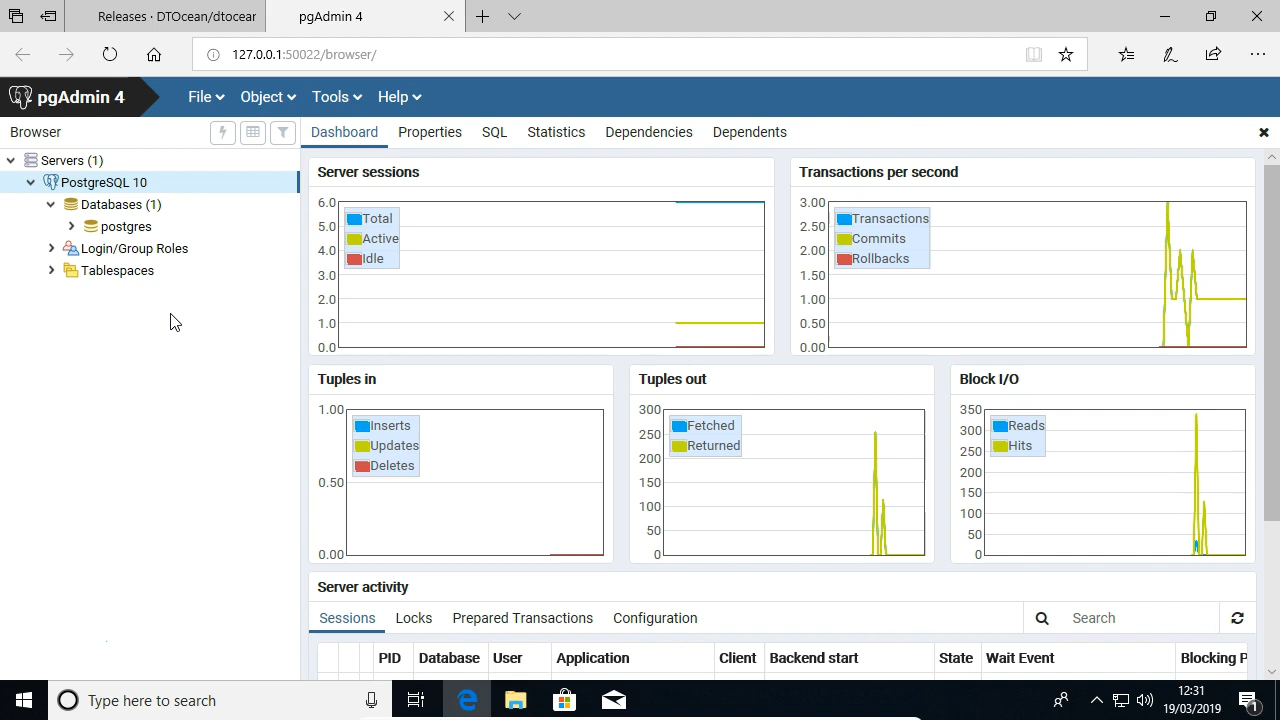 Releases · DTOcean/dtocear
pgAdmin 4
127.0.0.1:50022/browser/
pgAdmin 4
File Object Tools Help
Browser
Dashboard Properties SQL Statistics Dependencies Dependents
Servers (1)
PostgreSQL 10
Databases (1)
postgres
Login/Group Roles
Tablespaces
Server sessions
6.0
5.0
4.0
3.0
2.0
1.0
0.0
Total
Active
Idle
Transactions per second
3.00
2.50
2.00
1.50
1.00
0.50
0.00
Transactions
Commits
Rollbacks
Tuples in
1.00
0.50
0.00
Inserts
Updates
Deletes
Tuples out
300
250
200
150
100
50
0
Fetched
Returned
Block I/O
350
300
250
200
150
100
50
0
Reads
Hits
Server activity
Sessions Locks Prepared Transactions Configuration Search
PID Database User Application Client Backend start State Wait Event Blocking P
Type here to search
12:31
19/03/2019
1